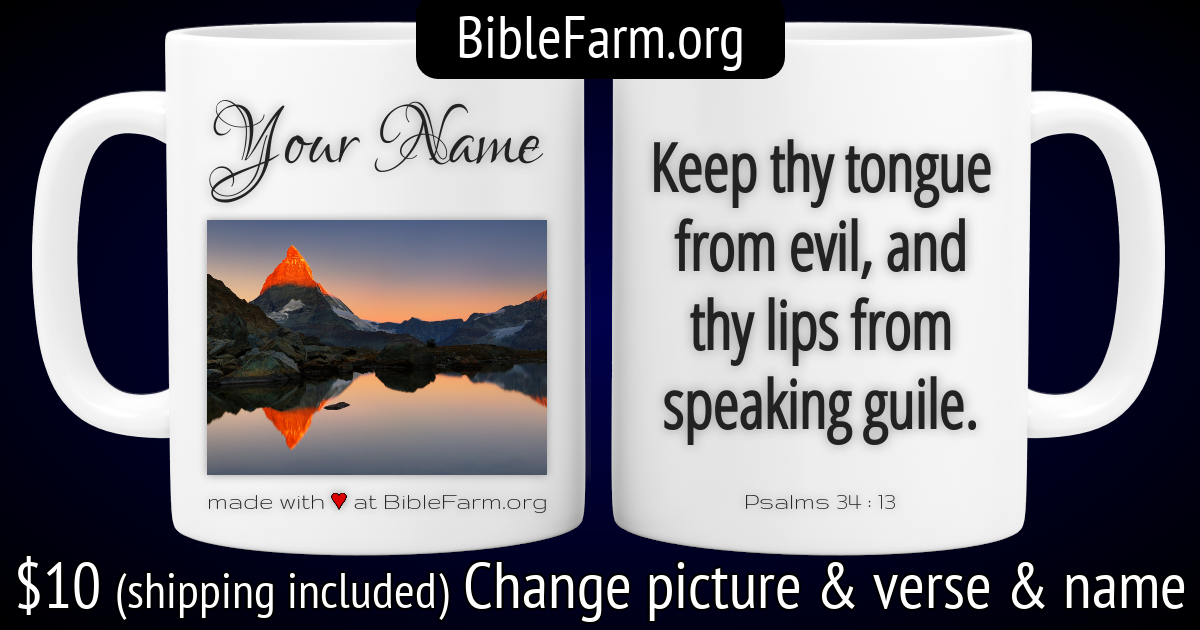 BibleFarm.org
Your Name
made with ♥ at BibleFarm.org
Keep thy tongue
from evil, and
thy lips from
speaking guile.
Psalms 34 : 13
$10 (shipping included) Change picture & verse & name